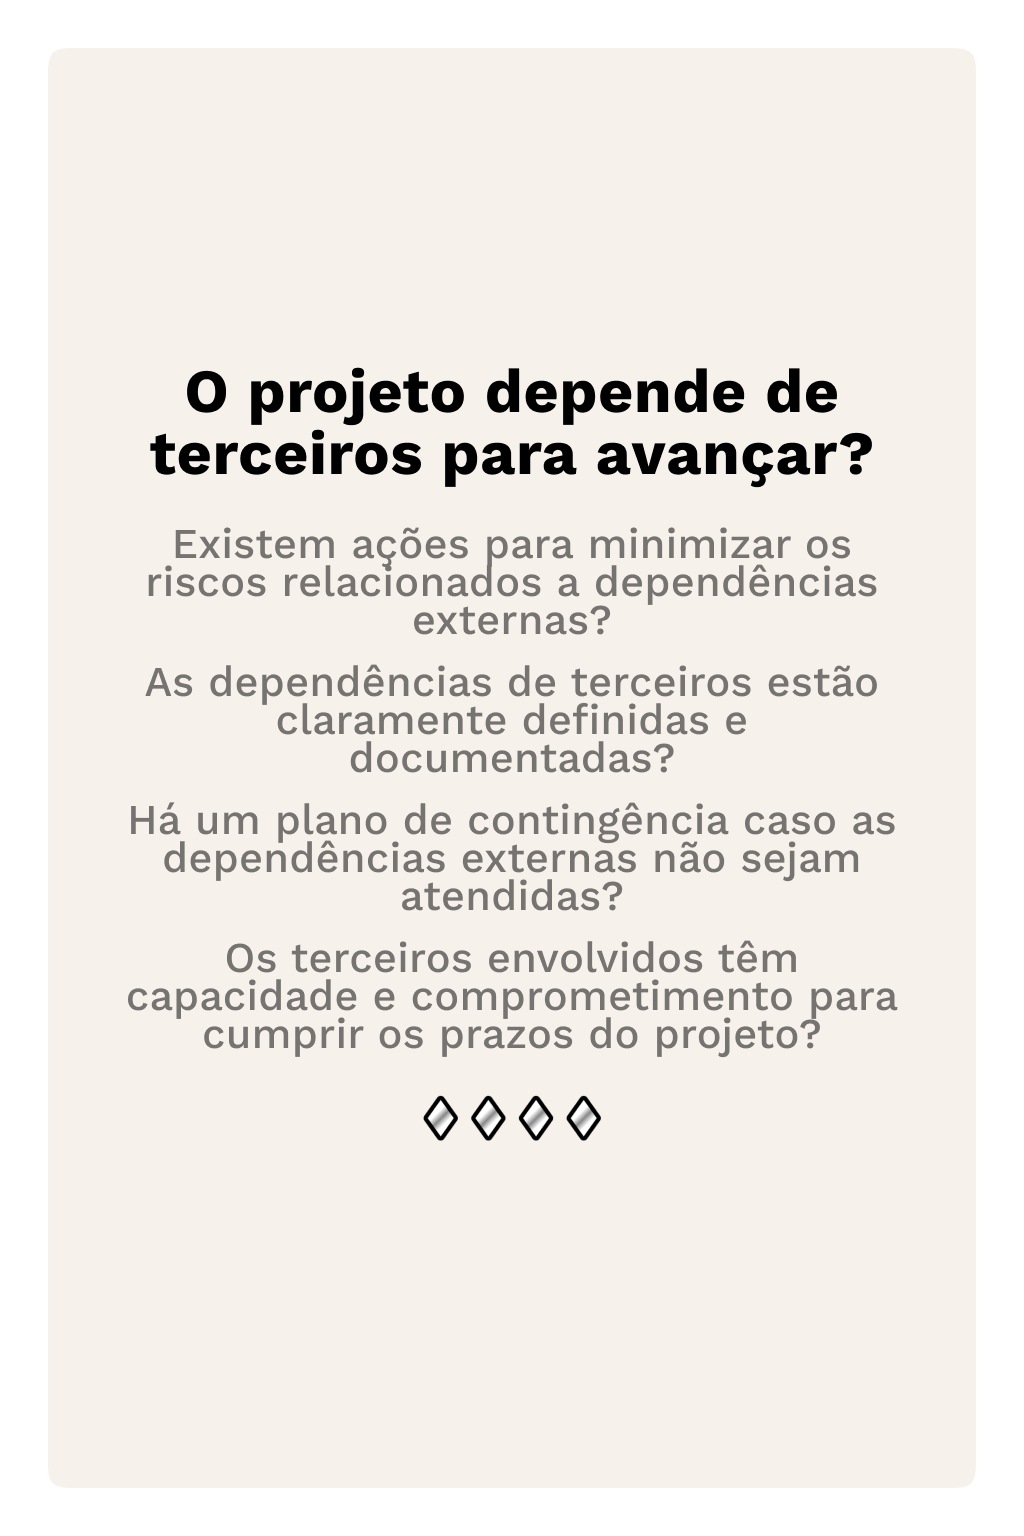 O projeto depende de
terceiros para avançar?
Existem ações para minimizar os
riscos relacionados a dependências
externas?
As dependências de terceiros estão
claramente definidas e
documentadas?
Há um plano de contingência caso as
dependências externas não sejam
atendidas?
Os terceiros envolvidos têm
capacidade e comprometimento para
cumprir os prazos do projeto?